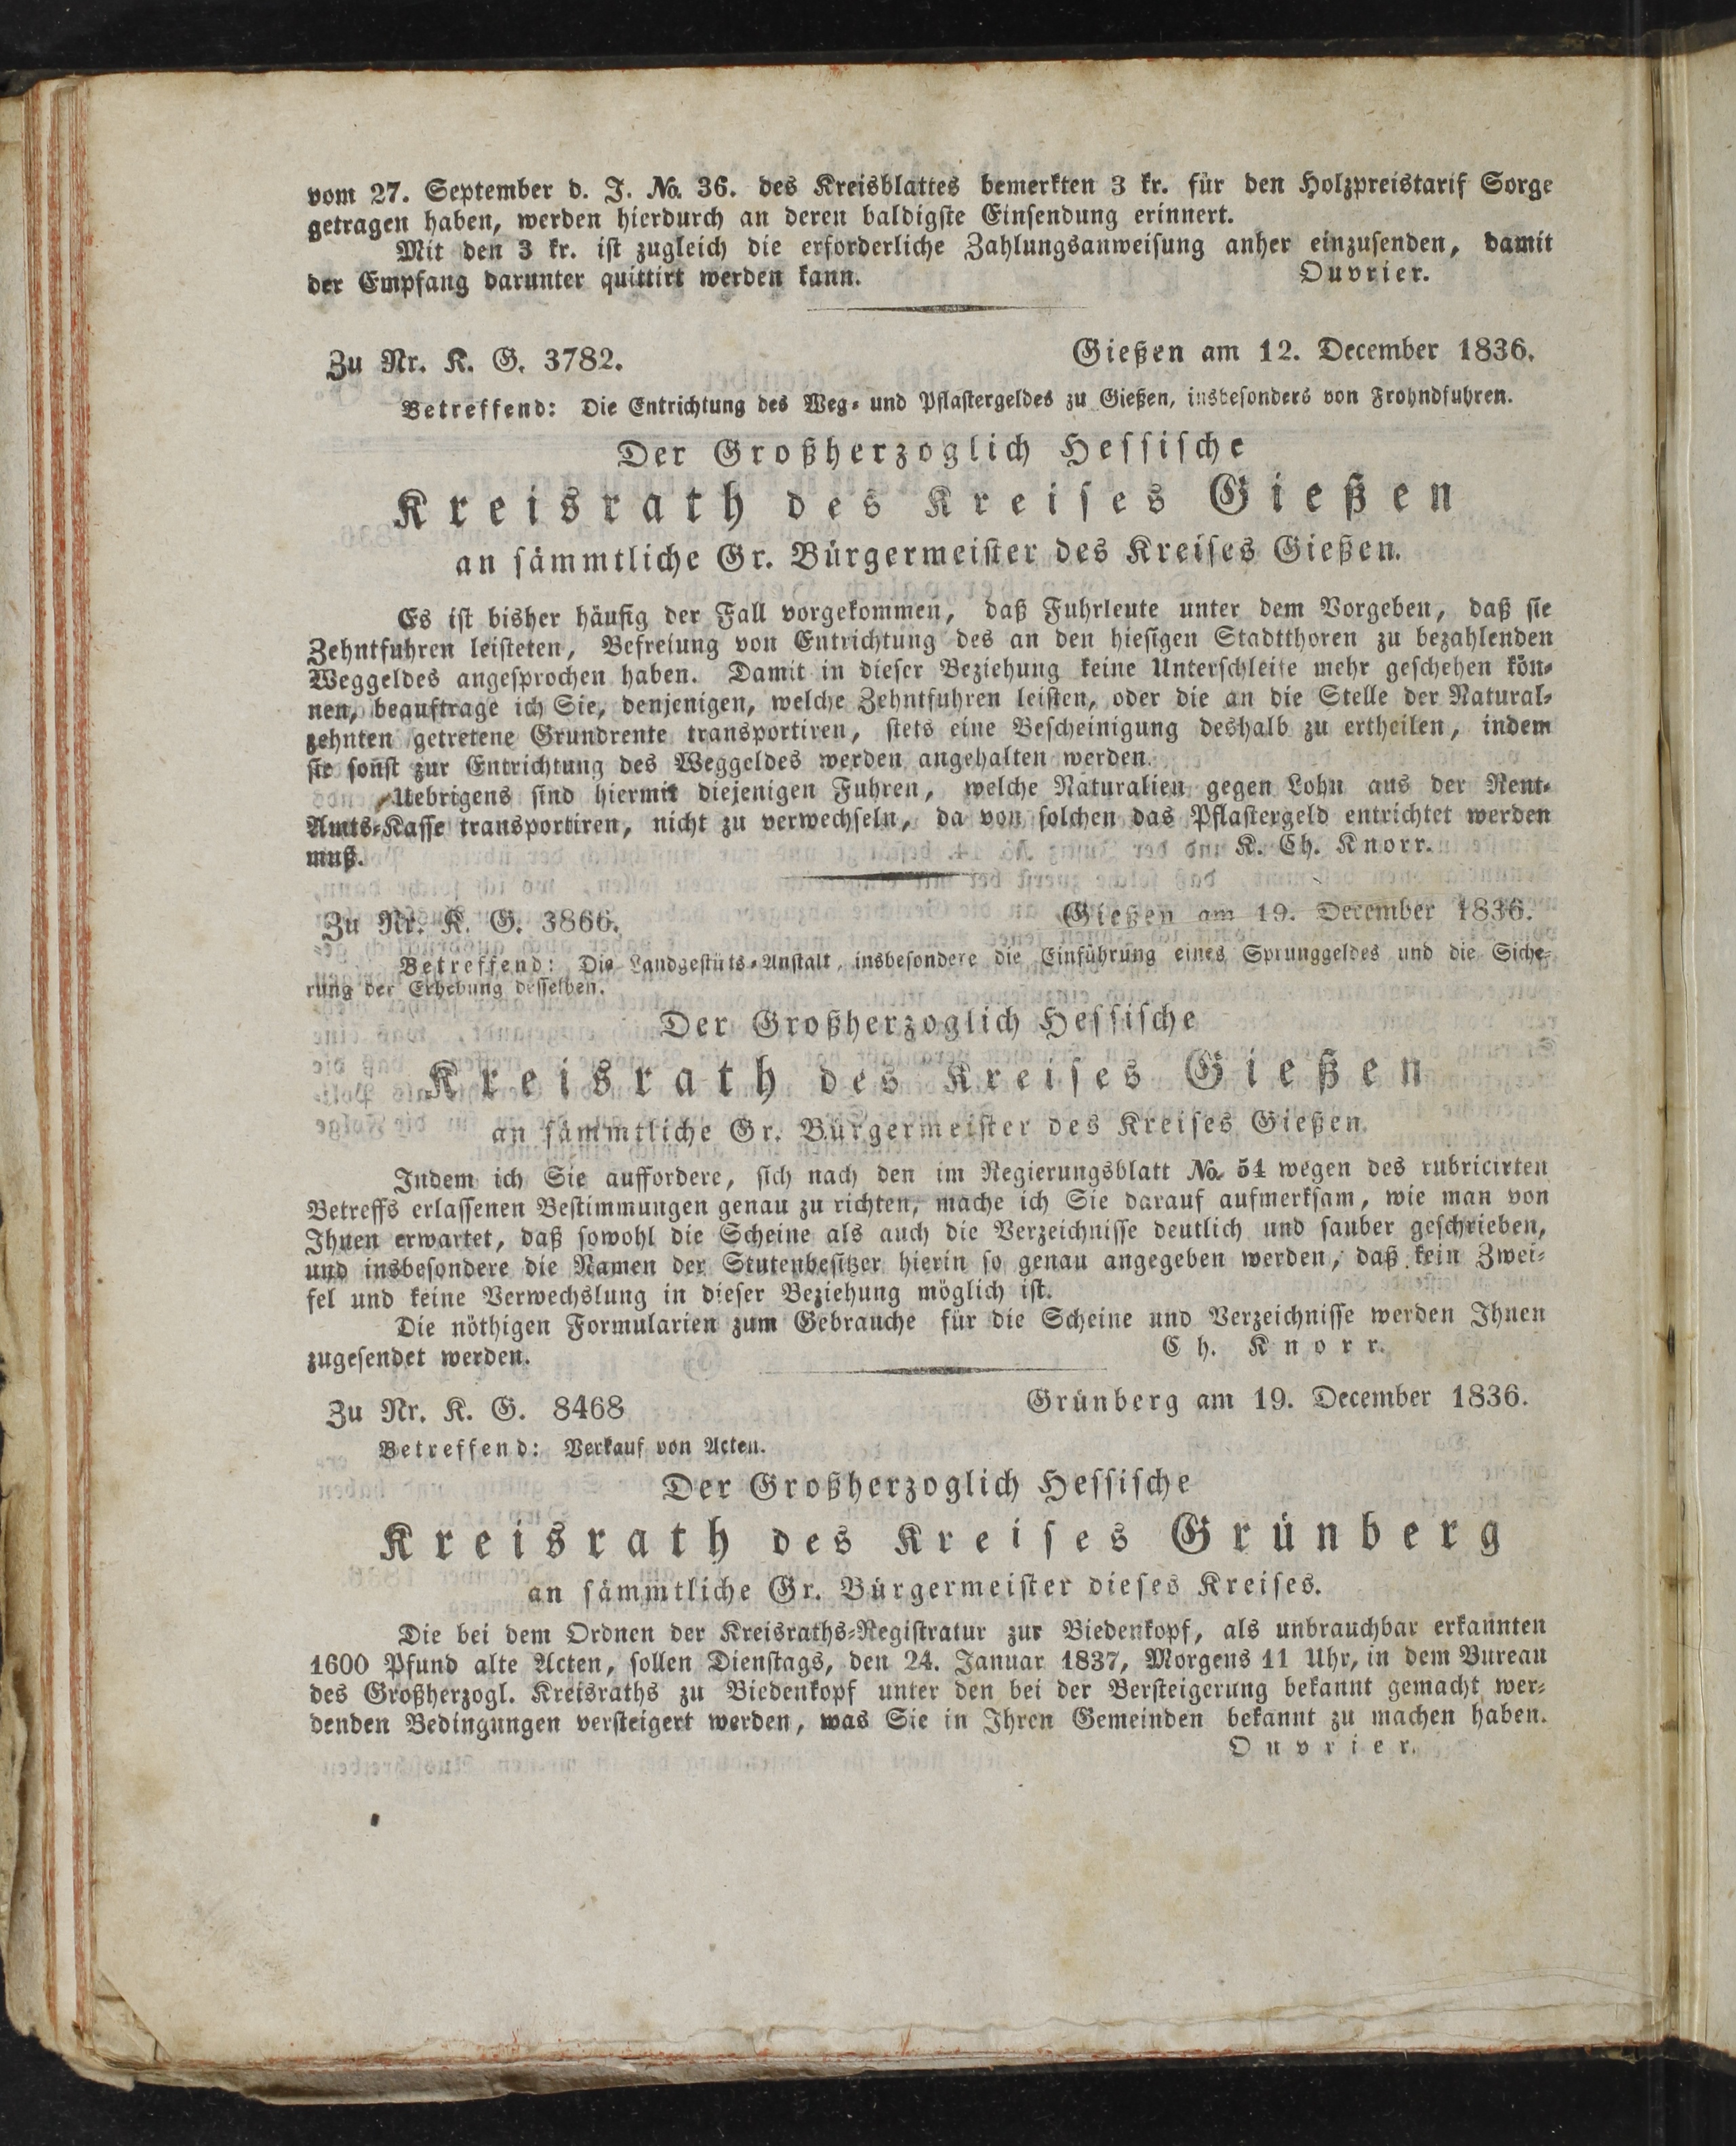 vom 27. September d. J. No. 36. des Kreisblattes bemerkten 3 kr. für den Holzpreistarif Sorge
getragen haben, werden hierdurch an deren baldigste Einsendung erinnert.
Mit den 3 kr. ist zugleich die erforderliche Zahlungsanweisung anher einzusenden, damit
der Empfang darunter quittirt werden kann. Ouvrier.
Zu Nr. K. G. 3782. Gießen am 12. December 1836.
Betreffend: Die Entrichtung des Weg- und Pflastergeldes zu Gießen, insbesonders von Frohndfuhren.
Der Großherzoglich Hessische
Kreisrath des Kreises Gießen
an sämmtliche Gr. Bürgermeister des Kreises Gießen.
Es ist bisher häufig der Fall vorgekommen, daß Fuhrleute unter dem Vorgeben, daß sie
Zehntfuhren leisteten, Befreiung von Entrichtung des an den hiesigen Stadtthoren zu bezahlenden
Weggeldes angesprochen haben. Damit in dieser Beziehung keine Unterschleife mehr geschehen kön-
nen, beauftrage ich Sie, denjenigen, welche Zehntfuhren leisten, oder die an die Stelle der Natural-
zehnten getretene Grundrente transportiren, stets eine Bescheinigung deshalb zu ertheilen, indem
sie sonst zur Entrichtung des Weggeldes werden angehalten werden.
Uebrigens sind hiermit diejenigen Fuhren, welche Naturalien gegen Lohn aus der Rent-
Amts-Kasse transportiren, nicht zu verwechseln, da von solchen das Pflastergeld entrichtet werden
muß. K. Ch. Knorr.
Zu Nr. K. G. 3866. Gießen am 19. December 1836.
Betreffend: Die Landgestüts-Anstalt, insbesondere die Einführung eines Sprunggeldes und die Siche-
rung der Erhebung desselben.
Der Großherzoglich Hessische
Kreisrath des Kreises Gießen
an sämmtliche Gr. Bürgermeister des Kreises Gießen.
Indem ich Sie auffordere, sich nach den im Regierungsblatt No. 54 wegen des rubricirten
Betreffs erlassenen Bestimmungen genau zu richten, mache ich Sie darauf aufmerksam, wie man von
Ihnen erwartet, daß sowohl die Scheine als auch die Verzeichnisse deutlich und sauber geschrieben,
und insbesondere die Namen der Stutenbesitzer hierin so genau angegeben werden, daß kein Zwei-
fel und keine Verwechslung in dieser Beziehung möglich ist.
Die nöthigen Formularien zum Gebrauche für die Scheine und Verzeichnisse werden Ihnen
zugesendet werden. Ch. Knorr.
Zu Nr. K. G. 8468 Grünberg am 19. December 1836.
Betreffend: Verkauf von Acten.
Der Großherzoglich Hessische
Kreisrath des Kreises Grünberg
an sämmtliche Gr. Bürgermeister dieses Kreises.
Die bei dem Ordnen der Kreisraths-Registratur zur Biedenkopf, als unbrauchbar erkannten
1600 Pfund alte Acten, sollen Dienstags, den 24. Januar 1837, Morgens 11 Uhr, in dem Bureau
des Großherzogl. Kreisraths zu Biedenkopf unter den bei der Versteigerung bekannt gemacht wer-
denden Bedingungen versteigert werden, was Sie in Ihren Gemeinden bekannt zu machen haben.
Ouvrier.